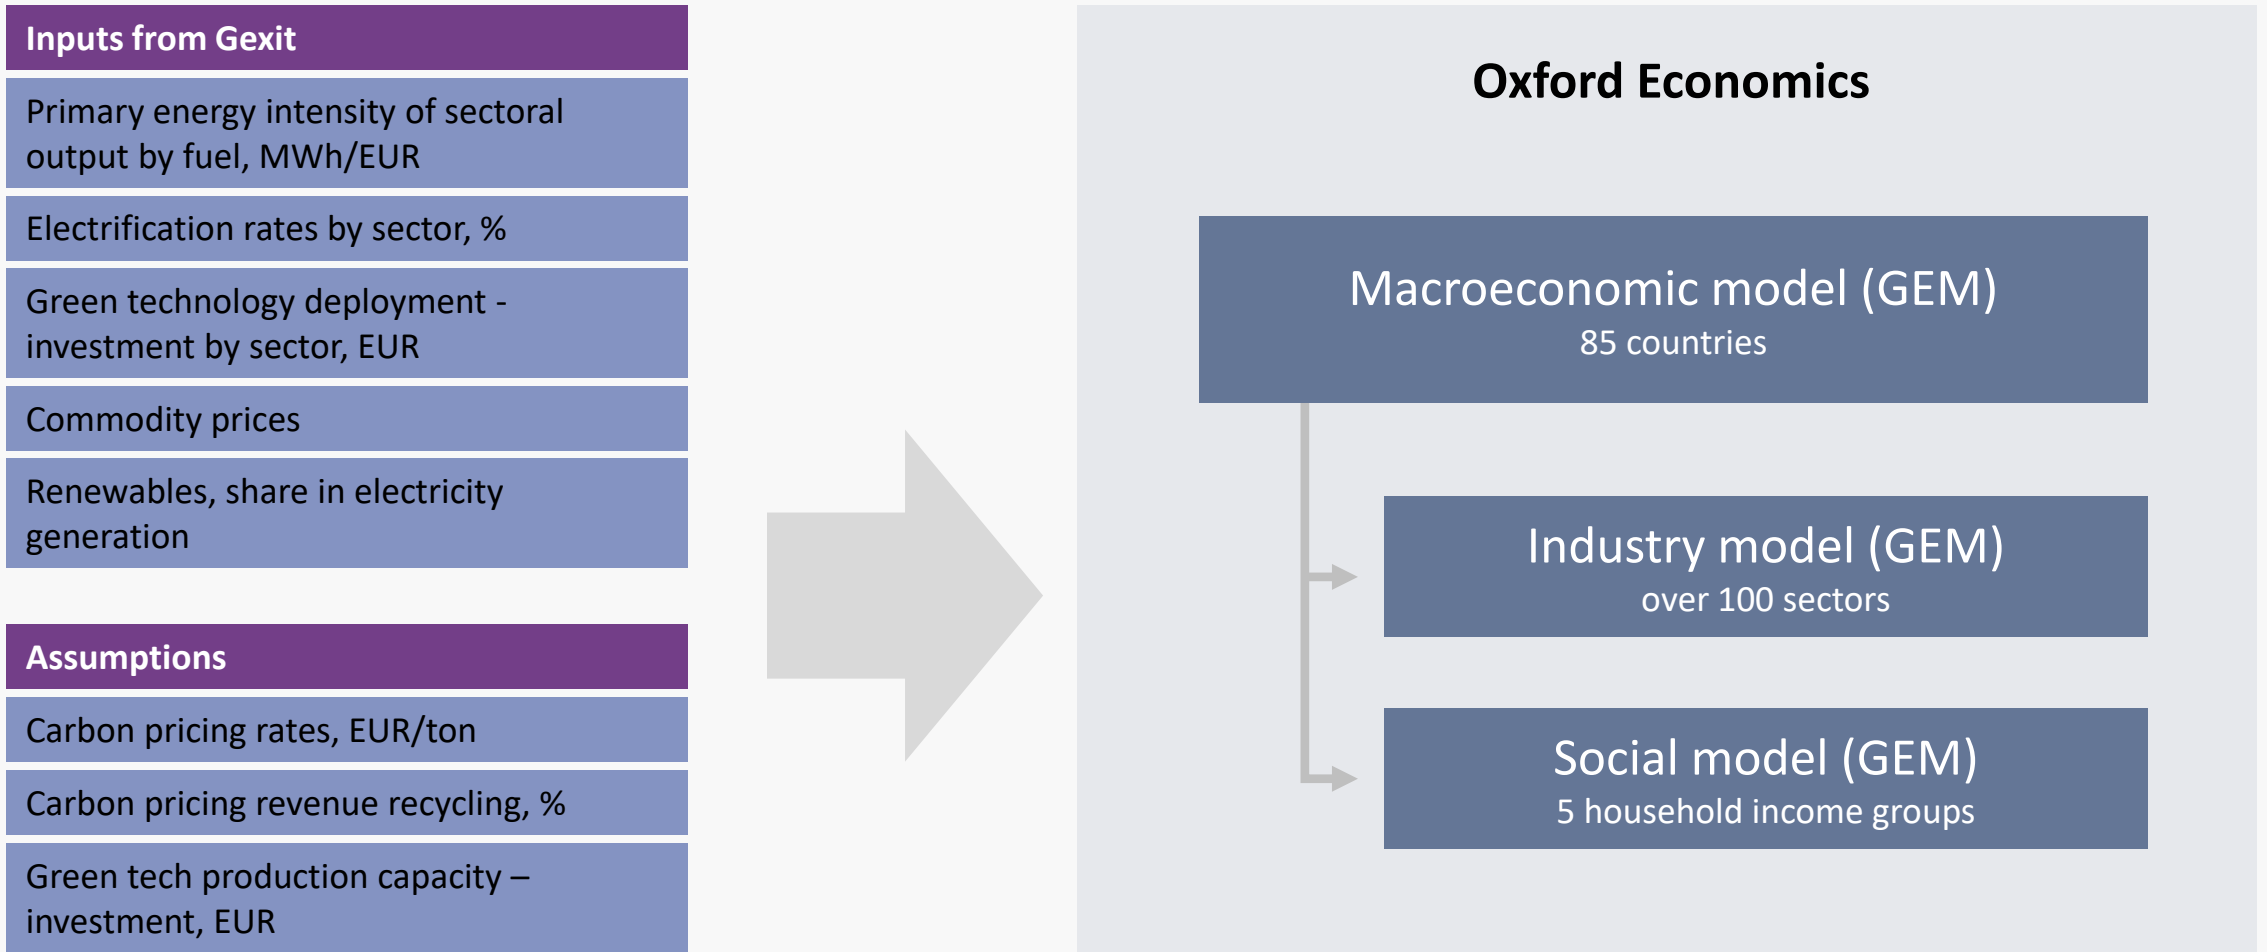 Inputs from Gexit
Primary energy intensity of sectoral
output by fuel, MWh/EUR
Electrification rates by sector, %
Green technology deployment -
investment by sector, EUR
Commodity prices
Renewables, share in electricity
generation
Assumptions
Carbon pricing rates, EUR/ton
Carbon pricing revenue recycling, %
Green tech production capacity –
investment, EUR
Oxford Economics
Macroeconomic model (GEM)
85 countries
Industry model (GEM)
over 100 sectors
Social model (GEM)
5 household income groups